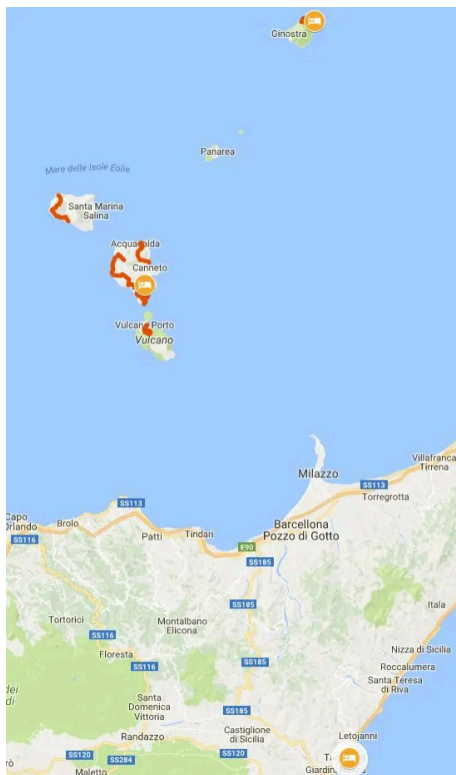 Ginostra
Panarea
Mare delle Isole Eolie
Santa Marina
Salina
Acquacalda
Canneto
Vulcano Porto
Vulcano
Milazzo
Villafranca
Tirrena
SS113
Torregrotta
Capo
Orlando
Brolo
SS113
Patti
Tindari
Barcellona
Pozzo di Gotto
SS116
E90
SS185
SS185
Itala
Tortorici
Montalbano
Elicona
SS116
Nizza di Sicilia
Floresta
SS116
SS185
Roccalumera
Santa Teresa
di Riva
dei
di
Santa
Domenica
Vittoria
Randazzo
Castiglione
di Sicilia
Letojanni
SS120
SS284
SS120
Maletto